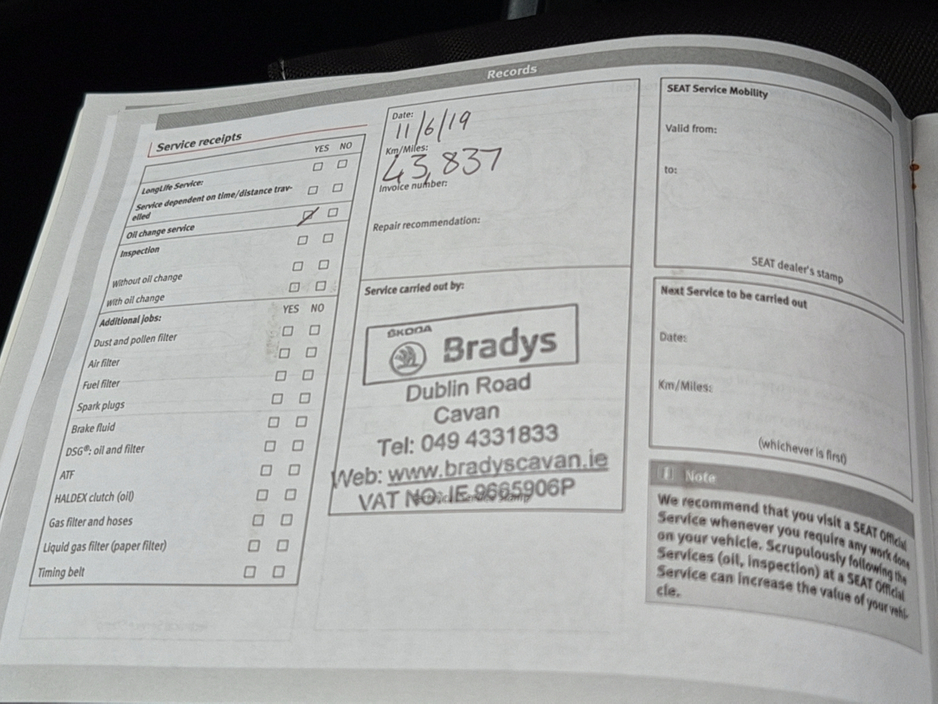 Records
Service receipts
YES NO
LongLife Service:
Service dependent on time/distance trav-
elled
Oil change service
Inspection
Without oil change
With oil change
YES NO
Additional jobs:
Dust and pollen filter
Air filter
Fuel filter
Spark plugs
Brake fluid
DSG®: oil and filter
ATF
HALDEX clutch (oil)
Gas filter and hoses
Liquid gas filter (paper filter)
Timing belt
Date:
11/6/19
Km/Miles:
43,837
Invoice number:
Repair recommendation:
Service carried out by:
ŠKODA
Bradys
Dublin Road
Cavan
Tel: 049 4331833
Web: www.bradyscavan.ie
VAT NO: IE 9665906P
SEAT Service Mobility
Valid from:
to:
SEAT dealer's stamp
Next Service to be carried out
Date:
Km/Miles:
(whichever is first)
Note
We recommend that you visit a SEAT Official
Service whenever you require any work done
on your vehicle. Scrupulously following the
Services (oil, inspection) at a SEAT Official
Service can increase the value of your vehi-
cle.